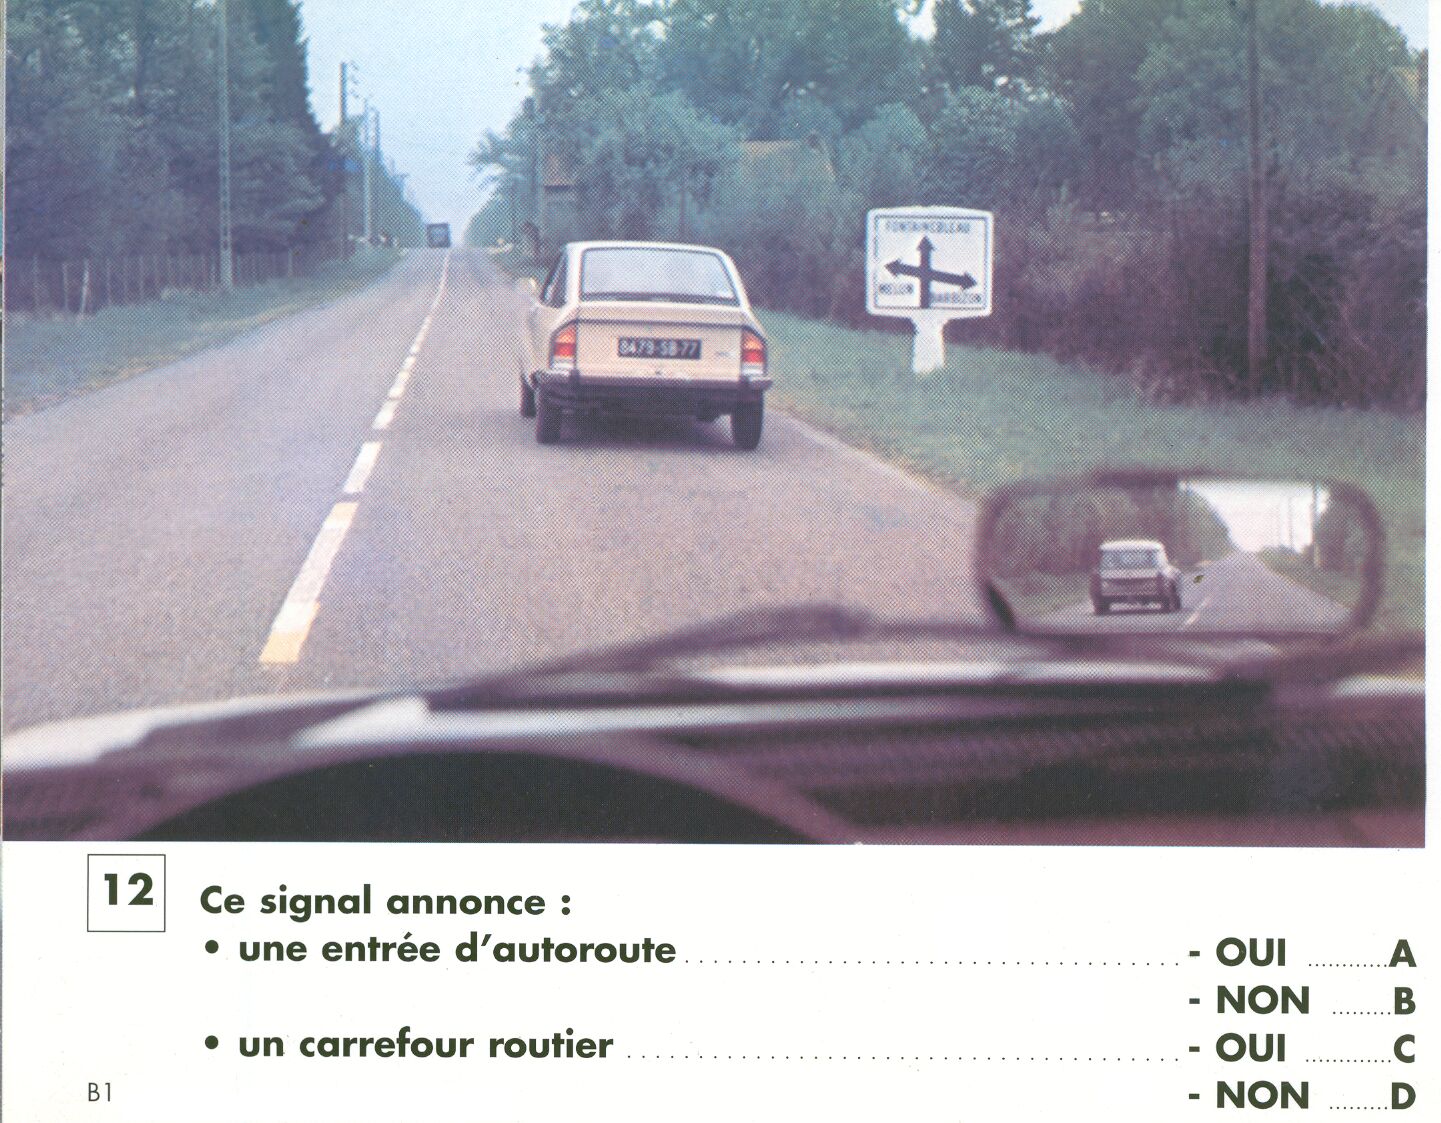 FONTAINEBLEAU
MELUN BARBIZON
8479-SB-77
12
Ce signal annonce :
• une entrée d'autoroute - OUI A
- NON B
• un carrefour routier - OUI C
- NON D
B1